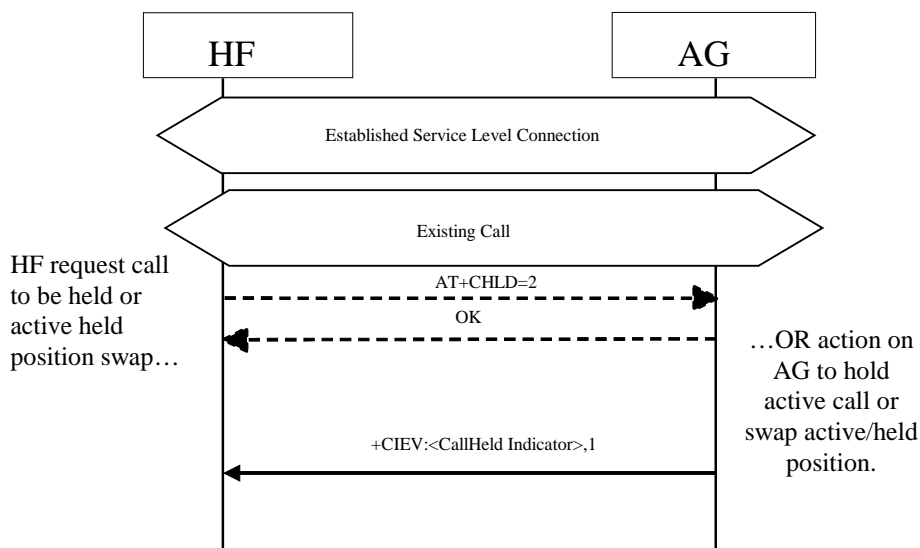 HF
AG
Established Service Level Connection
Existing Call
HF request call
to be held or
active held
position swap…
AT+CHLD=2
OK
…OR action on
AG to hold
active call or
swap active/held
position.
+CIEV:<CallHeld Indicator>,1